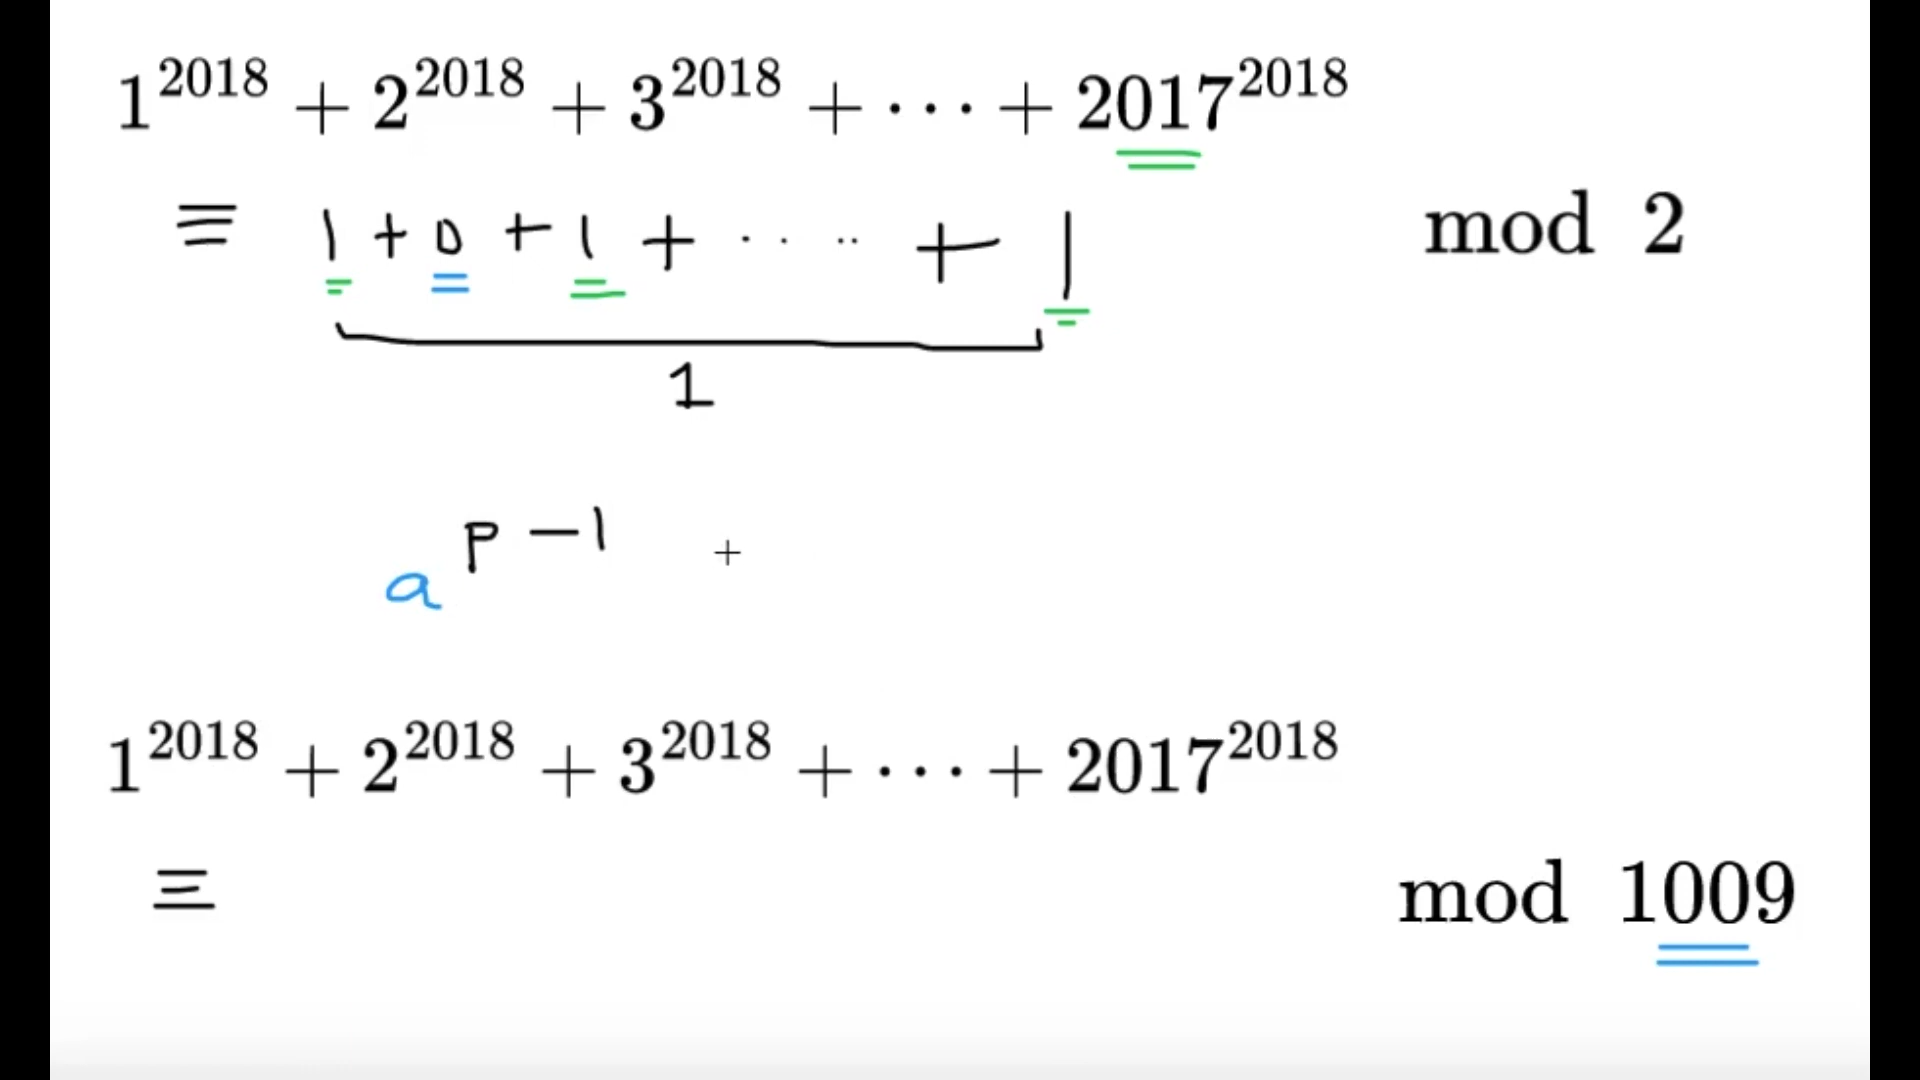 1^2018 + 2^2018 + 3^2018 + ··· + 2017^2018
≡ 1 + 0 + 1 + ···· + 1 mod 2
1
a^P-1
1^2018 + 2^2018 + 3^2018 + ··· + 2017^2018
≡ mod 1009